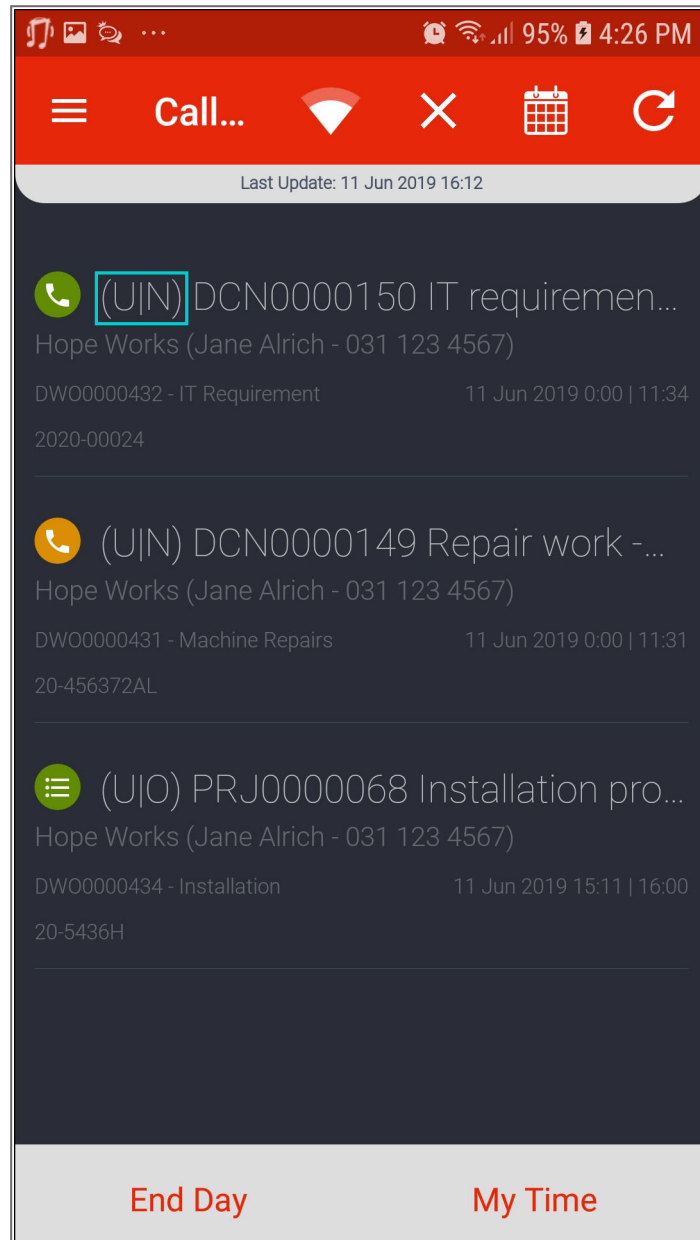 95% 4:26 PM
Call...
Last Update: 11 Jun 2019 16:12
(U|N) DCN0000150 IT requiremen...
Hope Works (Jane Alrich - 031 123 4567)
DWO0000432 - IT Requirement 11 Jun 2019 0:00 | 11:34
2020-00024
(U|N) DCN0000149 Repair work -...
Hope Works (Jane Alrich - 031 123 4567)
DWO0000431 - Machine Repairs 11 Jun 2019 0:00 | 11:31
20-456372AL
(U|O) PRJ0000068 Installation pro...
Hope Works (Jane Alrich - 031 123 4567)
DWO0000434 - Installation 11 Jun 2019 15:11 | 16:00
20-5436H
End Day My Time